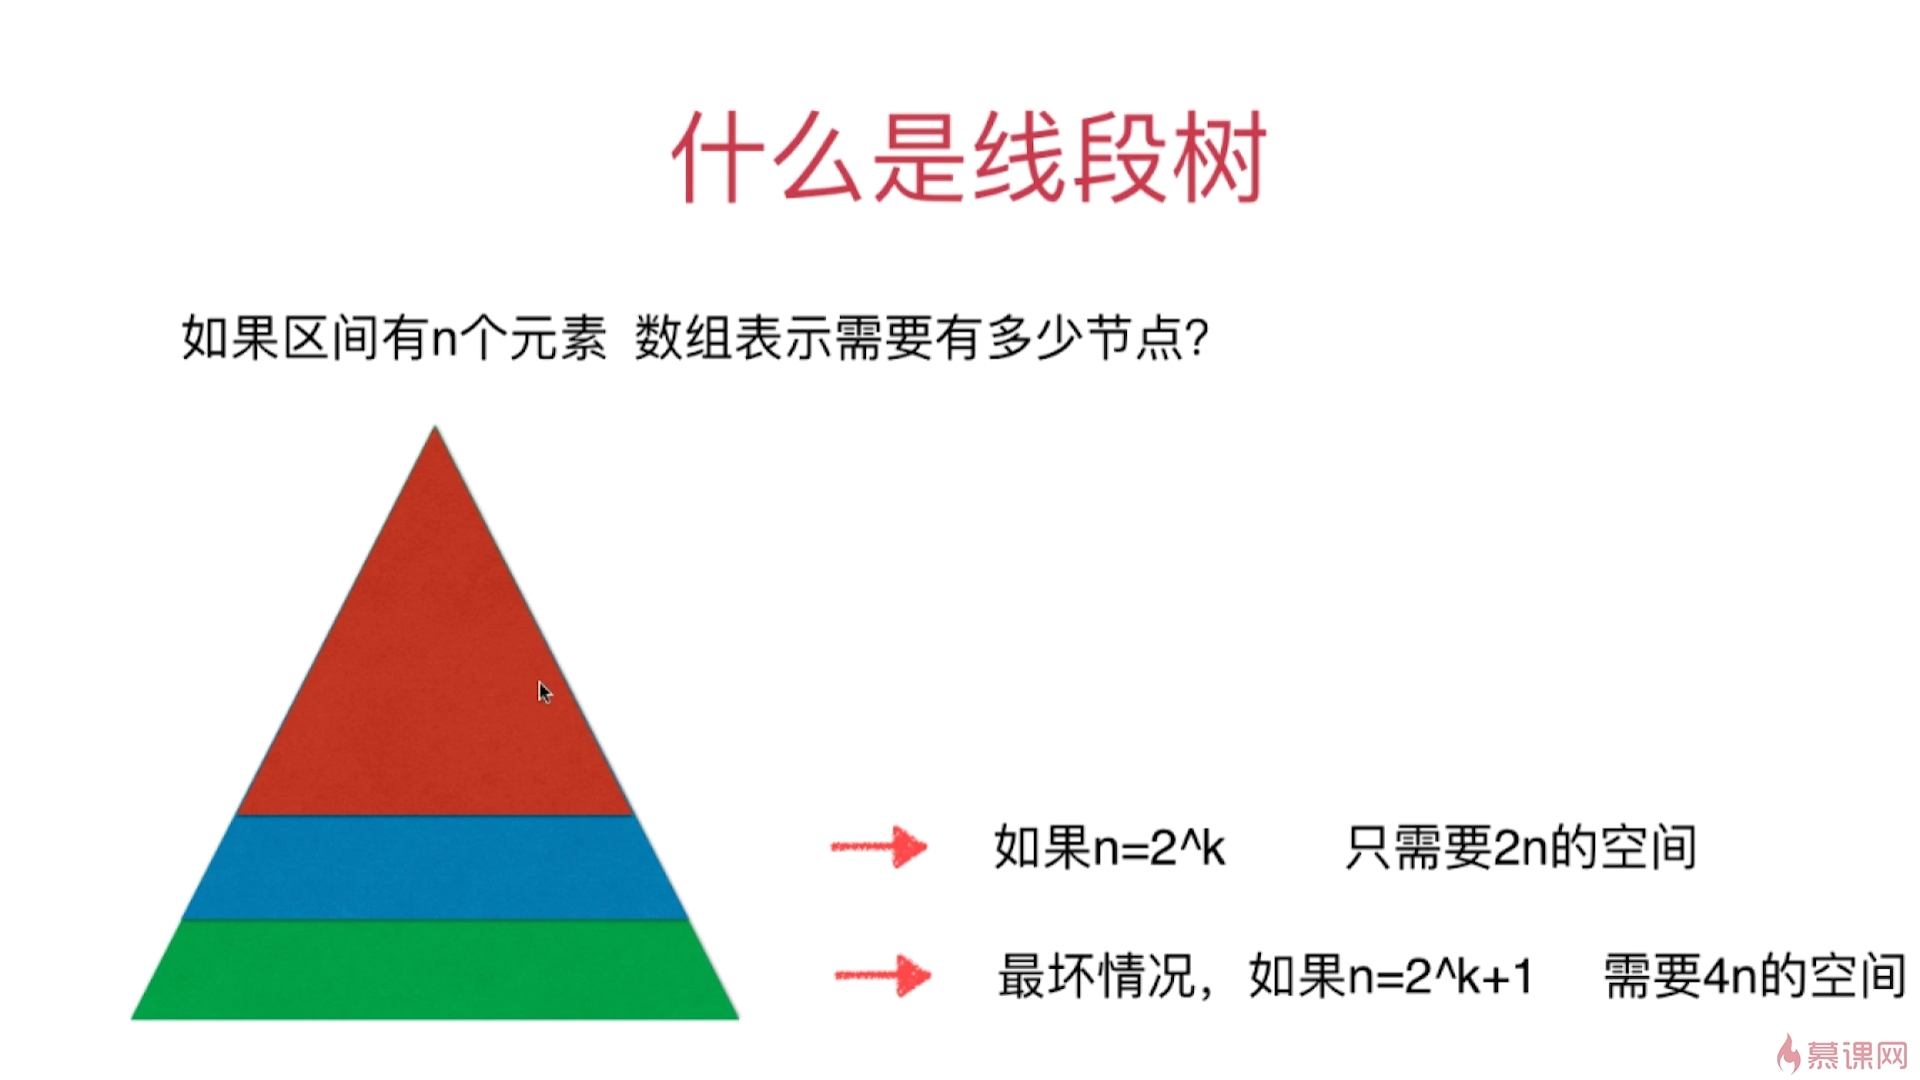 什么是线段树
如果区间有n个元素 数组表示需要有多少节点?
如果n=2^k 只需要2n的空间
最坏情况，如果n=2^k+1 需要4n的空间
慕课网